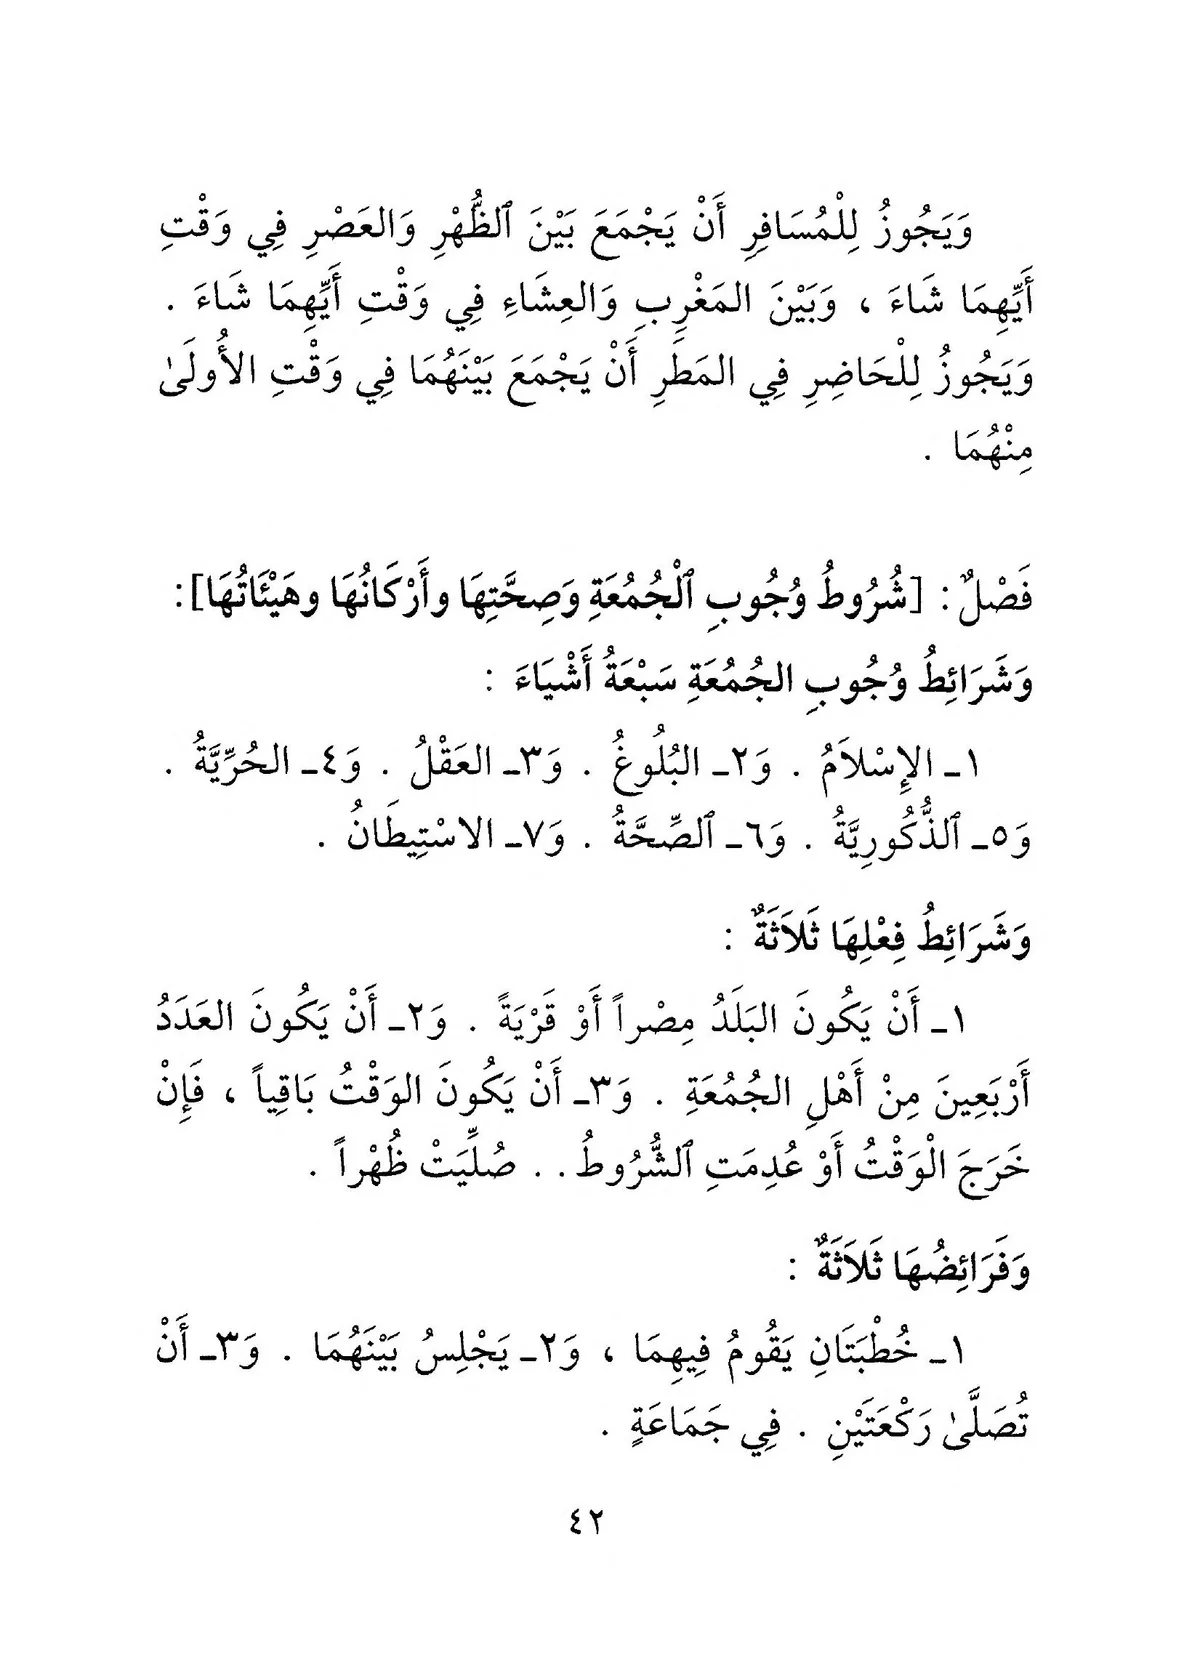 وَيَجُوزُ لِلْمُسَافِرِ أَنْ يَجْمَعَ بَيْنَ ٱلظُّهْرِ وَالعَصْرِ فِي وَقْتِ
أَيِّهِمَا شَاءَ ، وَبَيْنَ المَغْرِبِ وَالعِشَاءِ فِي وَقْتِ أَيِّهِمَا شَاءَ .
وَيَجُوزُ لِلْحَاضِرِ فِي المَطَرِ أَنْ يَجْمَعَ بَيْنَهُمَا فِي وَقْتِ الأُولَىٰ
مِنْهُمَا .
فَصْلٌ : [شُرُوطُ وُجُوبِ ٱلْجُمُعَةِ وَصِحَّتِهَا وأَرْكَانُهَا وهَيْئَاتُهَا]:
وَشَرَائِطُ وُجُوبِ الجُمُعَةِ سَبْعَةُ أَشْيَاءَ :
١ـ الإِسْلاَمُ . وَ٢ـ البُلُوغُ . وَ٣ـ العَقْلُ . وَ٤ـ الحُرِّيَّةُ .
وَ٥ـ ٱلذُّكُورِيَّةُ . وَ٦ـ ٱلصِّحَّةُ . وَ٧ـ الاسْتِيطَانُ .
وَشَرَائِطُ فِعْلِهَا ثَلاَثَةٌ :
١ـ أَنْ يَكُونَ البَلَدُ مِصْراً أَوْ قَرْيَةً . وَ٢ـ أَنْ يَكُونَ العَدَدُ
أَرْبَعِينَ مِنْ أَهْلِ الجُمُعَةِ . وَ٣ـ أَنْ يَكُونَ الوَقْتُ بَاقِياً ، فَإِنْ
خَرَجَ الْوَقْتُ أَوْ عُدِمَتِ ٱلشُّرُوطُ . . صُلِّيَتْ ظُهْراً .
وَفَرَائِضُهَا ثَلاَثَةٌ :
١ـ خُطْبَتَانِ يَقُومُ فِيهِمَا ، وَ٢ـ يَجْلِسُ بَيْنَهُمَا . وَ٣ـ أَنْ
تُصَلَّىٰ رَكْعَتَيْنِ . فِي جَمَاعَةٍ .
٤٢